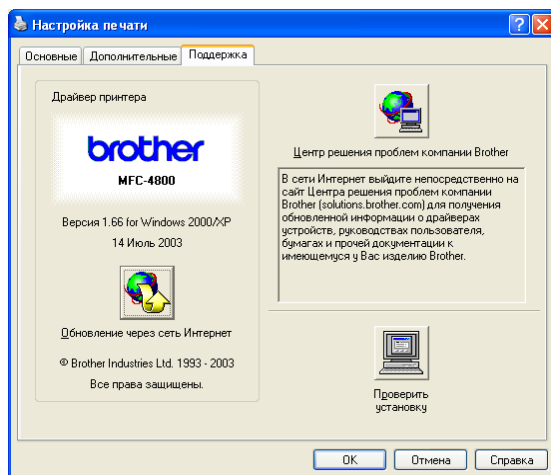 Настройка печати
Основные
Дополнительные
Поддержка
Драйвер принтера
brother
MFC-4800
Версия 1.66 for Windows 2000/XP
14 Июль 2003
Обновление через сеть Интернет
© Brother Industries Ltd. 1993 - 2003
Все права защищены.
Центр решения проблем компании Brother
В сети Интернет выйдите непосредственно на
сайт Центра решения проблем компании
Brother (solutions.brother.com) для получения
обновленной информации о драйверах
устройств, руководствах пользователя,
бумагах и прочей документации к
имеющемуся у Вас изделию Brother.
Проверить
установку
OK
Отмена
Справка